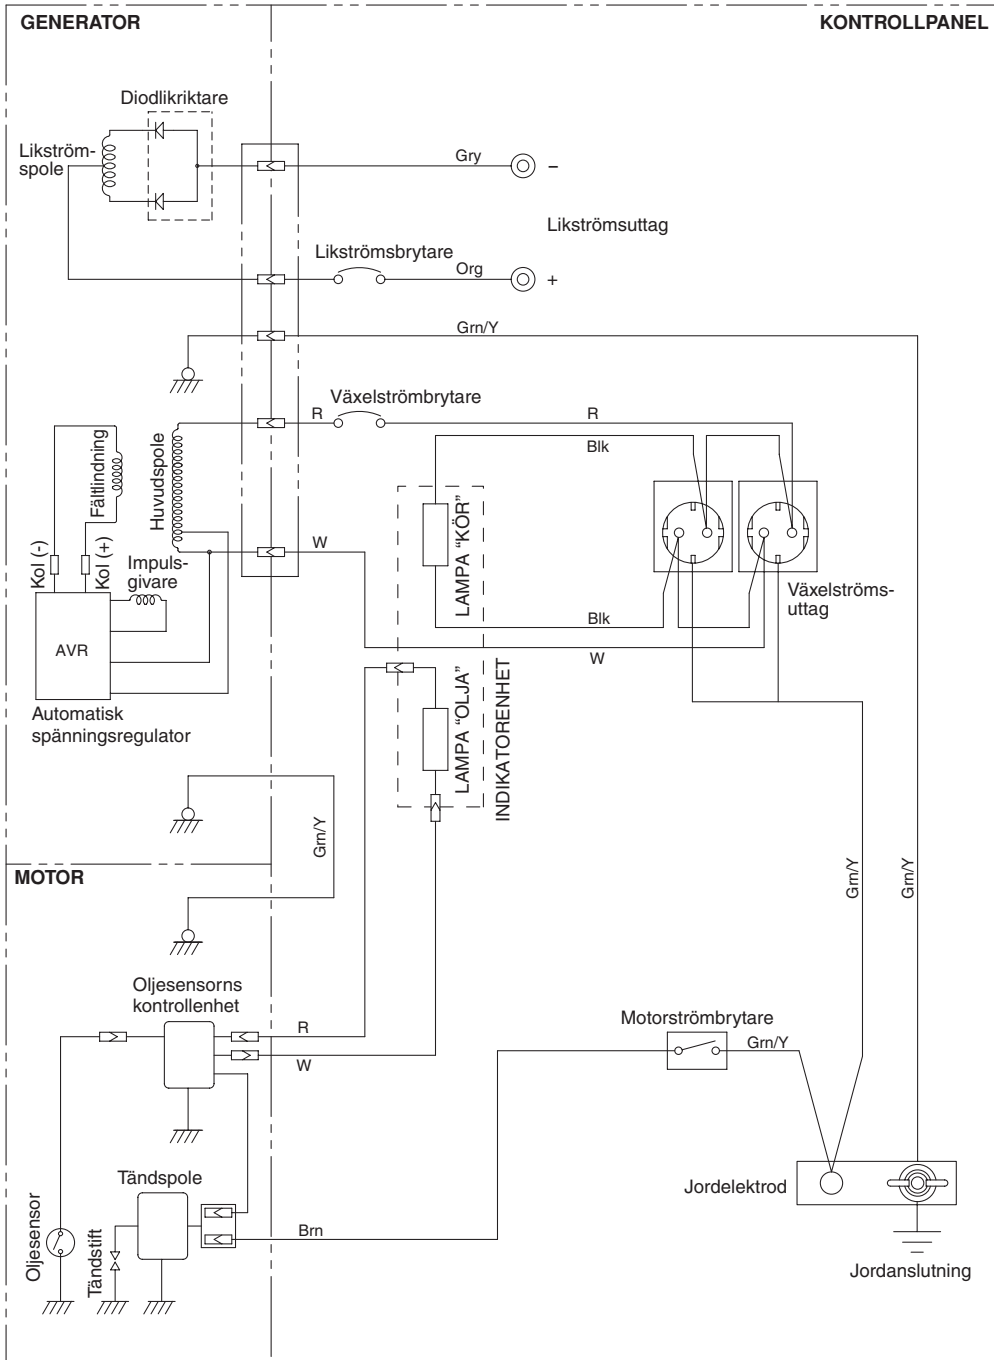 GENERATOR
KONTROLLPANEL
Diodlikriktare
Likström-
spole
Gry
–
Likströmsuttag
Likströmsbrytare
Org
+
Grn/Y
Växelströmbrytare
R
R
Blk
Fältlindning
Huvudspole
LAMPA “KÖR”
W
Kol (-)
Kol (+)
Impuls-
givare
Växelströms-
uttag
Blk
AVR
W
LAMPA “OLJA”
INDIKATORENHET
Automatisk
spänningsregulator
Grn/Y
MOTOR
Grn/Y
Grn/Y
Oljesensorns
kontrollenhet
R
W
Motorströmbrytare
Grn/Y
Tändspole
Jordelektrod
Oljesensor
Tändstift
Brn
Jordanslutning